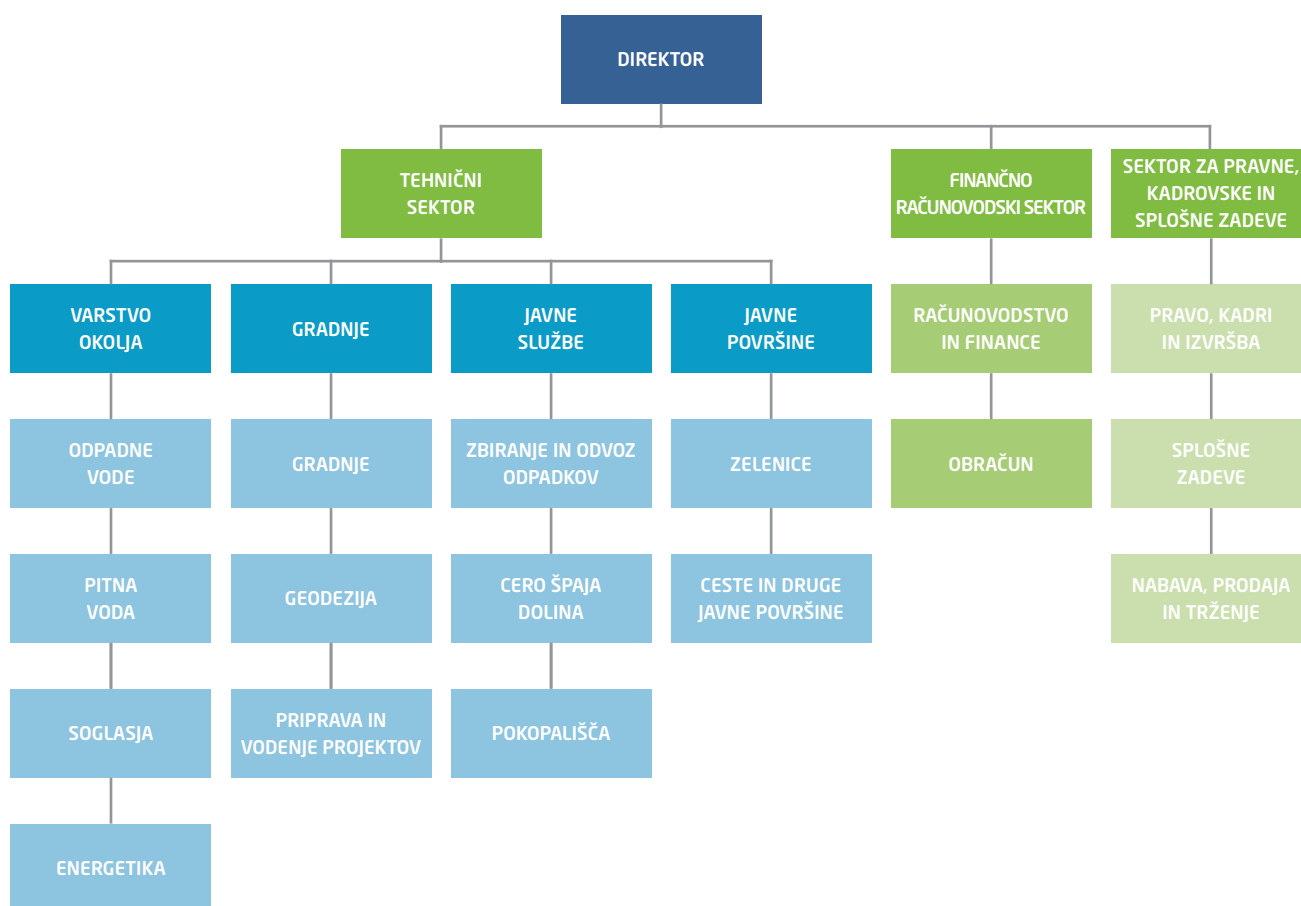 DIREKTOR
TEHNIČNI
SEKTOR
FINANČNO
RAČUNOVODSKI SEKTOR
SEKTOR ZA PRAVNE,
KADROVSKE IN
SPLOŠNE ZADEVE
VARSTVO
OKOLJA
GRADNJE
JAVNE
SLUŽBE
JAVNE
POVRŠINE
RAČUNOVODSTVO
IN FINANCE
PRAVO, KADRI
IN IZVRŠBA
ODPADNE
VODE
GRADNJE
ZBIRANJE IN ODVOZ
ODPADKOV
ZELENICE
OBRAČUN
SPLOŠNE
ZADEVE
PITNA
VODA
GEODEZIJA
CERO ŠPAJA
DOLINA
CESTE IN DRUGE
JAVNE POVRŠINE
NABAVA, PRODAJA
IN TRŽENJE
SOGLASJA
PRIPRAVA IN
VODENJE PROJEKTOV
POKOPALIŠČA
ENERGETIKA